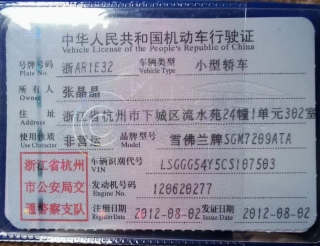 中华人民共和国机动车行驶证
Vehicle License of the People's Republic of China
号牌号码 浙AR1E32 车辆类型 小型轿车
Plate No. Vehicle Type
所有人 张晶晶
Owner
住址 浙江省杭州市下城区流水苑24幢1单元302室
Address
使用性质 非营运 品牌型号 雪佛兰牌SGM7209ATA
Use Character Model
浙江省杭州
市公安局交
通警察支队
车辆识别代号 LSGGG54Y5CS107503
VIN
发动机号码 120620277
Engine No.
注册日期 2012-08-02 发证日期 2012-08-02
Register Date Issue Date